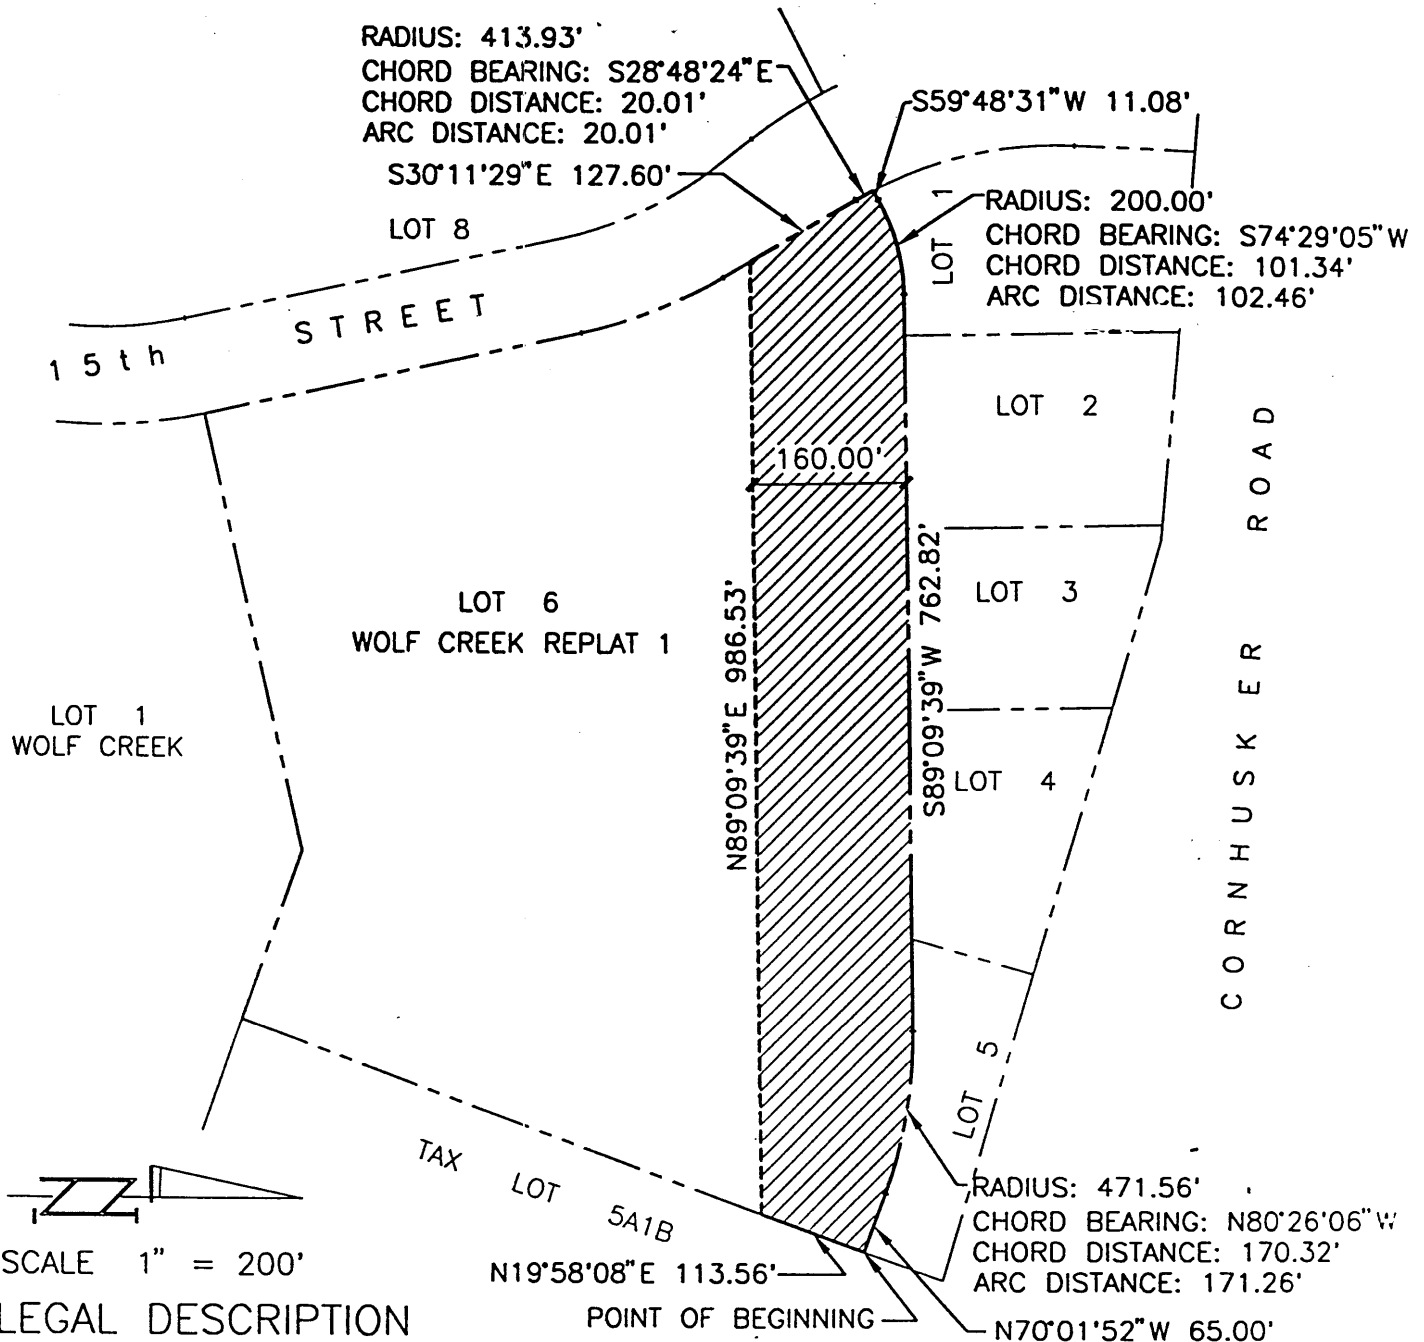 RADIUS: 413.93'
CHORD BEARING: S28°48'24"E
CHORD DISTANCE: 20.01'
ARC DISTANCE: 20.01'
S59°48'31"W 11.08'
S30°11'29"E 127.60'
LOT 1
RADIUS: 200.00'
CHORD BEARING: S74°29'05"W
CHORD DISTANCE: 101.34'
ARC DISTANCE: 102.46'
LOT 8
15th STREET
LOT 2
160.00'
CORNHUSKER ROAD
LOT 6
WOLF CREEK REPLAT 1
N89°09'39"E 986.53'
S89°09'39"W 762.82'
LOT 3
LOT 1
WOLF CREEK
LOT 4
LOT 5
TAX LOT 5A1B
RADIUS: 471.56'
CHORD BEARING: N80°26'06"W
CHORD DISTANCE: 170.32'
ARC DISTANCE: 171.26'
SCALE 1" = 200'
N19°58'08"E 113.56'
POINT OF BEGINNING
N70°01'52"W 65.00'
LEGAL DESCRIPTION